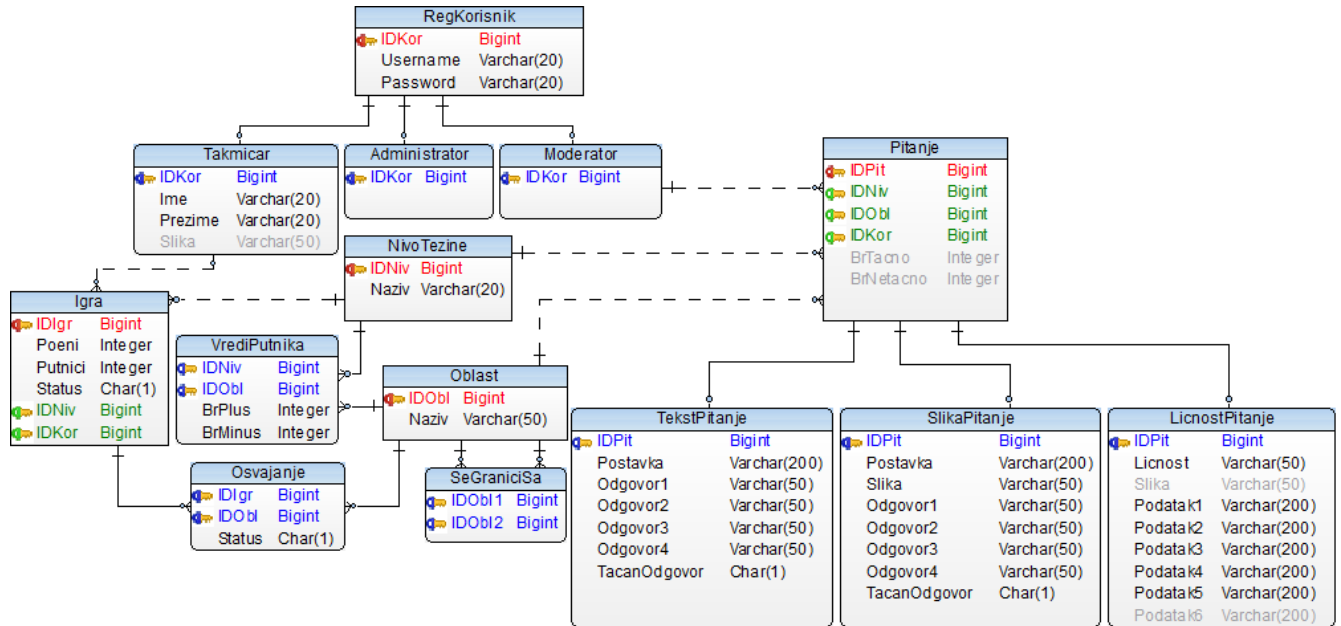 RegKorisnik
IDKor Bigint
Username Varchar(20)
Password Varchar(20)
Takmicar
IDKor Bigint
Ime Varchar(20)
Prezime Varchar(20)
Slika Varchar(50)
Administrator
IDKor Bigint
Moderator
IDKor Bigint
Pitanje
IDPit Bigint
IDNiv Bigint
IDObl Bigint
IDKor Bigint
BrTacno Integer
BrNetacno Integer
NivoTezine
IDNiv Bigint
Naziv Varchar(20)
Igra
IDIgr Bigint
Poeni Integer
Putnici Integer
Status Char(1)
IDNiv Bigint
IDKor Bigint
VrediPutnika
IDNiv Bigint
IDObl Bigint
BrPlus Integer
BrMinus Integer
Oblast
IDObl Bigint
Naziv Varchar(50)
Osvajanje
IDIgr Bigint
IDObl Bigint
Status Char(1)
SeGraniciSa
IDObl1 Bigint
IDObl2 Bigint
TekstPitanje
IDPit Bigint
Postavka Varchar(200)
Odgovor1 Varchar(50)
Odgovor2 Varchar(50)
Odgovor3 Varchar(50)
Odgovor4 Varchar(50)
TacanOdgovor Char(1)
SlikaPitanje
IDPit Bigint
Postavka Varchar(200)
Slika Varchar(50)
Odgovor1 Varchar(50)
Odgovor2 Varchar(50)
Odgovor3 Varchar(50)
Odgovor4 Varchar(50)
TacanOdgovor Char(1)
LicnostPitanje
IDPit Bigint
Licnost Varchar(50)
Slika Varchar(50)
Podatak1 Varchar(200)
Podatak2 Varchar(200)
Podatak3 Varchar(200)
Podatak4 Varchar(200)
Podatak5 Varchar(200)
Podatak6 Varchar(200)